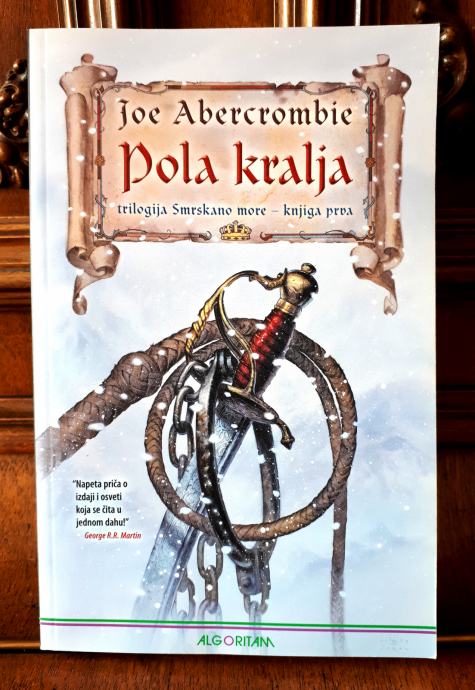 Joe Abercrombie
Pola kralja
trilogija Smrskano more – knjiga prva
“Napeta priča o
izdaji i osveti
koja se čita u
jednom dahu!”
George R.R. Martin
ALGORITAM